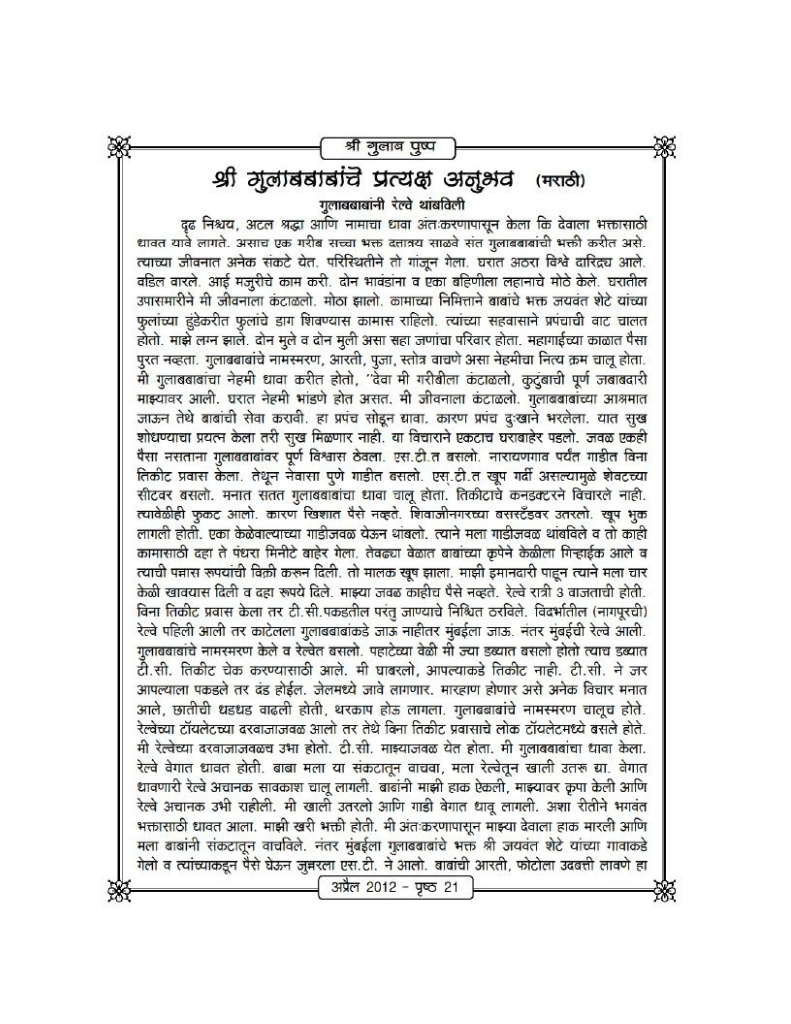 श्री गुलाब पुष्प
श्री गुलाबबाबांचे प्रत्यक्ष अनुभव (मराठी)
गुलाबबाबांनी रेल्वे थांबविली
दृढ निश्चय, अटल श्रद्धा आणि नामाचा धावा अंतःकरणापासून केला कि देवाला भक्तासाठी
धावत यावे लागते. असाच एक गरीब सच्चा भक्त दत्तात्रय साळवे संत गुलाबबाबांची भक्ती करीत असे.
त्याच्या जीवनात अनेक संकटे येत. परिस्थितीने तो गांजून गेला. घरात अठरा विश्वे दारिद्र्य आले.
वडिल वारले. आई मजुरीचे काम करी. दोन भावंडांना व एका बहिणीला लहानाचे मोठे केले. घरातील
उपासमारीने मी जीवनाला कंटाळलो. मोठा झालो. कामाच्या निमित्ताने बाबांचे भक्त जयवंत शेटे यांच्या
फुलांच्या हुंडेकरीत फुलांचे डाग शिवण्यास कामास राहिलो. त्यांच्या सहवासाने प्रपंचाची वाट चालत
होतो. माझे लग्न झाले. दोन मुले व दोन मुली असा सहा जणांचा परिवार होता. महागाईच्या काळात पैसा
पुरत नव्हता. गुलाबबाबांचे नामस्मरण, आरती, पुजा, स्तोत्र वाचणे असा नेहमीचा नित्य क्रम चालू होता.
मी गुलाबबाबांचा नेहमी धावा करीत होतो, "देवा मी गरीबीला कंटाळलो, कुटुंबाची पूर्ण जबाबदारी
माझ्यावर आली. घरात नेहमी भांडणे होत असत. मी जीवनाला कंटाळलो. गुलाबबाबांच्या आश्रमात
जाऊन तेथे बाबांची सेवा करावी. हा प्रपंच सोडून द्यावा. कारण प्रपंच दुःखाने भरलेला. यात सुख
शोधण्याचा प्रयत्न केला तरी सुख मिळणार नाही. या विचाराने एकटाच घराबाहेर पडलो. जवळ एकही
पैसा नसताना गुलाबबाबांवर पूर्ण विश्वास ठेवला. एस.टी.त बसलो. नारायणगाव पर्यंत गाडीत विना
तिकीट प्रवास केला. तेथून नेवासा पुणे गाडीत बसलो. एस्.टी.त खूप गर्दी असल्यामुळे शेवटच्या
सीटवर बसलो. मनात सतत गुलाबबाबांचा धावा चालू होता. तिकीटाचे कनडक्टरने विचारले नाही.
त्यावेळीही फुकट आलो. कारण खिशात पैसे नव्हते. शिवाजीनगरच्या बसस्टँडवर उतरलो. खूप भुक
लागली होती. एका केळेवाल्याच्या गाडीजवळ येऊन थांबलो. त्याने मला गाडीजवळ थांबविले व तो काही
कामासाठी दहा ते पंधरा मिनीटे बाहेर गेला. तेवढ्या वेळात बाबांच्या कृपेने केळीला गिऱ्हाईक आले व
त्याची पन्नास रूपयांची विक्री करून दिली. तो मालक खूष झाला. माझी इमानदारी पाहून त्याने मला चार
केळी खावयास दिली व दहा रूपये दिले. माझ्या जवळ काहीच पैसे नव्हते. रेल्वे रात्री 3 वाजताची होती.
विना तिकीट प्रवास केला तर टी.सी.पकडतील परंतु जाण्याचे निश्चित ठरविले. विदर्भातील (नागपूरची)
रेल्वे पहिली आली तर काटेलला गुलाबबाबांकडे जाऊ नाहीतर मुंबईला जाऊ. नंतर मुंबईची रेल्वे आली.
गुलाबबाबांचे नामरमरण केले व रेल्वेत बसलो. पहाटेच्या वेळी मी ज्या डब्यात बसलो होतो त्याच डब्यात
टी.सी. तिकीट चेक करण्यासाठी आले. मी घाबरलो, आपल्याकडे तिकीट नाही. टी.सी. ने जर
आपल्याला पकडले तर दंड होईल. जेलमध्ये जावे लागणार. मारहाण होणार असे अनेक विचार मनात
आले, छातीची धडधड वाढली होती, थरकाप होऊ लागला. गुलाबबाबांचे नामस्मरण चालूच होते.
रेल्वेच्या टॉयलेटच्या दरवाजाजवळ आलो तर तेथे विना तिकीट प्रवासाचे लोक टॉयलेटमध्ये बसले होते.
मी रेल्वेच्या दरवाजाजवळच उभा होतो. टी.सी. माझ्याजवळ येत होता. मी गुलाबबाबांचा धावा केला.
रेल्वे वेगात धावत होती. बाबा मला या संकटातून वाचवा, मला रेल्वेतून खाली उतरू द्या. वेगात
धावणारी रेल्वे अचानक सावकाश चालू लागली. बाबांनी माझी हाक ऐकली, माझ्यावर कृपा केली आणि
रेल्वे अचानक उभी राहीली. मी खाली उतरलो आणि गाडी वेगात धावू लागली. अशा रीतीने भगवंत
भक्तासाठी धावत आला. माझी खरी भक्ती होती. मी अंतःकरणापासून माझ्या देवाला हाक मारली आणि
मला बाबांनी संकटातून वाचविले. नंतर मुंबईला गुलाबबाबांचे भक्त श्री जयवंत शेटे यांच्या गावाकडे
गेलो व त्यांच्याकडून पैसे घेऊन जुन्नरला एस.टी. ने आलो. बाबांची आरती, फोटोला उदबत्ती लावणे हा
अप्रैल 2012 - पृष्ठ 21